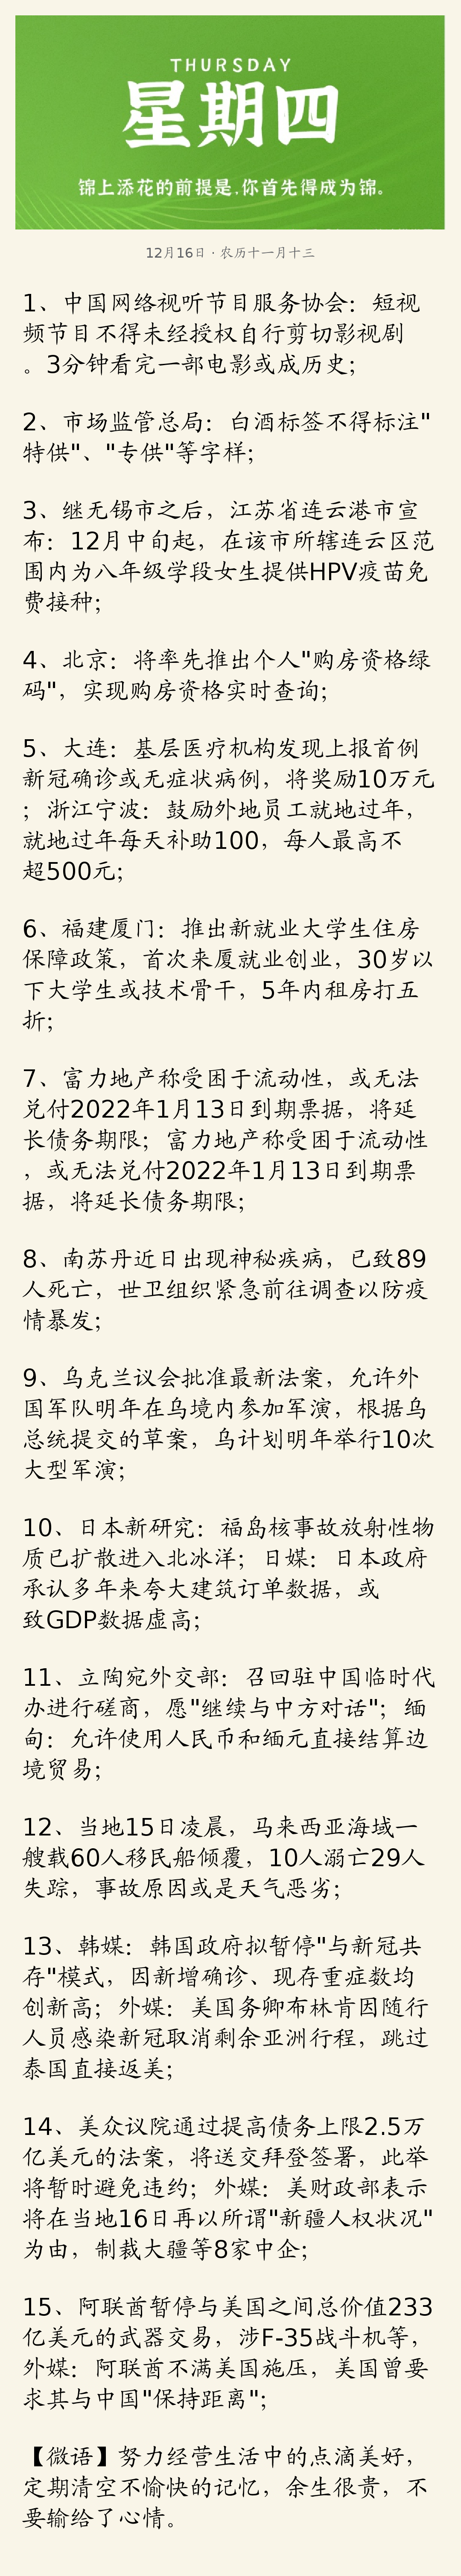 THURSDAY
星期四
锦上添花的前提是.你首先得成为锦。
12月16日 · 农历十一月十三
1、中国网络视听节目服务协会：短视
频节目不得未经授权自行剪切影视剧
。3分钟看完一部电影或成历史；
2、市场监管总局：白酒标签不得标注"
特供"、"专供"等字样；
3、继无锡市之后，江苏省连云港市宣
布：12月中旬起，在该市所辖连云区范
围内为八年级学段女生提供HPV疫苗免
费接种；
4、北京：将率先推出个人"购房资格绿
码"，实现购房资格实时查询；
5、大连：基层医疗机构发现上报首例
新冠确诊或无症状病例，将奖励10万元
；浙江宁波：鼓励外地员工就地过年，
就地过年每天补助100，每人最高不
超500元；
6、福建厦门：推出新就业大学生住房
保障政策，首次来厦就业创业，30岁以
下大学生或技术骨干，5年内租房打五
折；
7、富力地产称受困于流动性，或无法
兑付2022年1月13日到期票据，将延
长债务期限；富力地产称受困于流动性
，或无法兑付2022年1月13日到期票
据，将延长债务期限；
8、南苏丹近日出现神秘疾病，已致89
人死亡，世卫组织紧急前往调查以防疫
情暴发；
9、乌克兰议会批准最新法案，允许外
国军队明年在乌境内参加军演，根据乌
总统提交的草案，乌计划明年举行10次
大型军演；
10、日本新研究：福岛核事故放射性物
质已扩散进入北冰洋；日媒：日本政府
承认多年来夸大建筑订单数据，或
致GDP数据虚高；
11、立陶宛外交部：召回驻中国临时代
办进行磋商，愿"继续与中方对话"；缅
甸：允许使用人民币和缅元直接结算边
境贸易；
12、当地15日凌晨，马来西亚海域一
艘载60人移民船倾覆，10人溺亡29人
失踪，事故原因或是天气恶劣；
13、韩媒：韩国政府拟暂停"与新冠共
存"模式，因新增确诊、现存重症数均
创新高；外媒：美国务卿布林肯因随行
人员感染新冠取消剩余亚洲行程，跳过
泰国直接返美；
14、美众议院通过提高债务上限2.5万
亿美元的法案，将送交拜登签署，此举
将暂时避免违约；外媒：美财政部表示
将在当地16日再以所谓"新疆人权状况"
为由，制裁大疆等8家中企；
15、阿联酋暂停与美国之间总价值233
亿美元的武器交易，涉F-35战斗机等，
外媒：阿联酋不满美国施压，美国曾要
求其与中国"保持距离"；
【微语】努力经营生活中的点滴美好，
定期清空不愉快的记忆，余生很贵，不
要输给了心情。